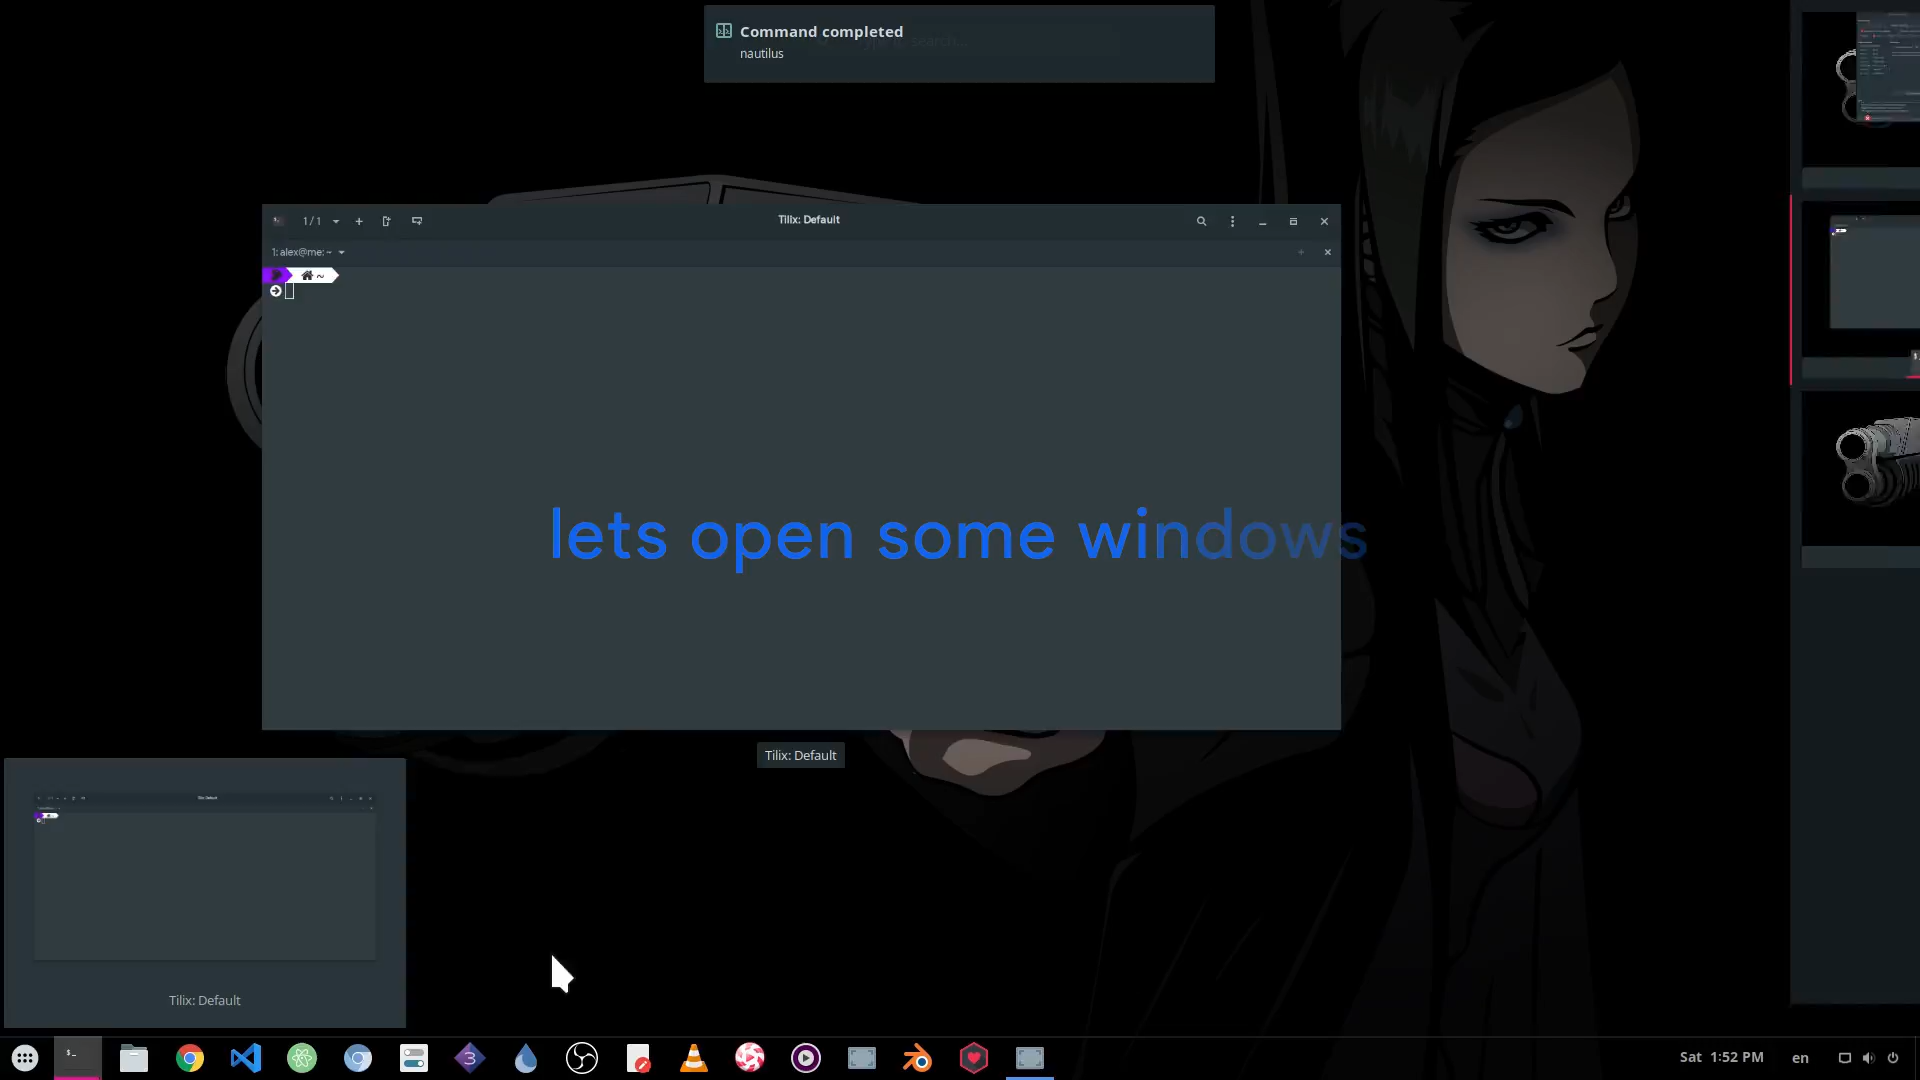 Command completed
nautilus
1 / 1
Tilix: Default
1: alex@me: ~
~
lets open some windows
Tilix: Default
Tilix: Default
Sat 1:52 PM
en